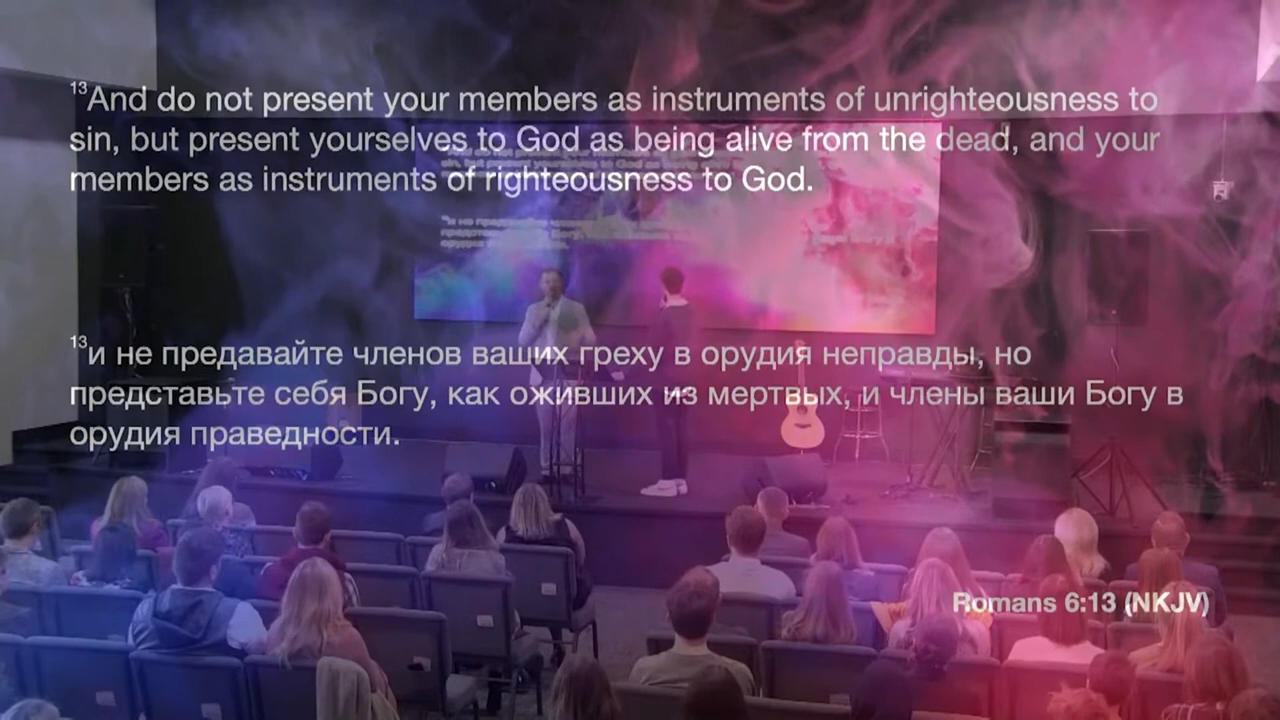 ¹³And do not present your members as instruments of unrighteousness to
sin, but present yourselves to God as being alive from the dead, and your
members as instruments of righteousness to God.
¹³и не предавайте членов ваших греху в орудия неправды, но
представьте себя Богу, как оживших из мертвых, и члены ваши Богу в
орудия праведности.
Romans 6:13 (NKJV)